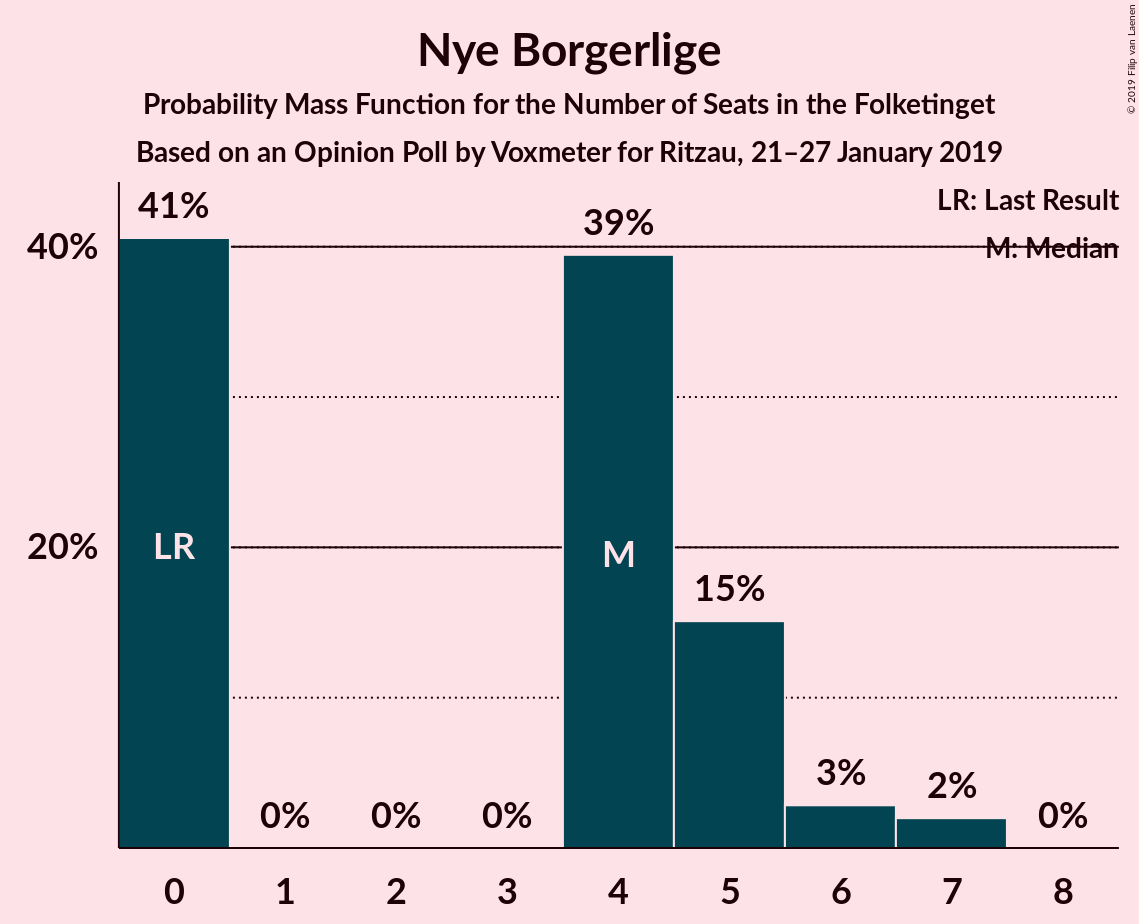 Nye Borgerlige
Probability Mass Function for the Number of Seats in the Folketinget
Based on an Opinion Poll by Voxmeter for Ritzau, 21–27 January 2019
© 2019 Filip van Laenen
LR: Last Result
M: Median
41%
39%
40%
LR
M
20%
15%
0%
0%
0%
3%
2%
0%
0
1
2
3
4
5
6
7
8